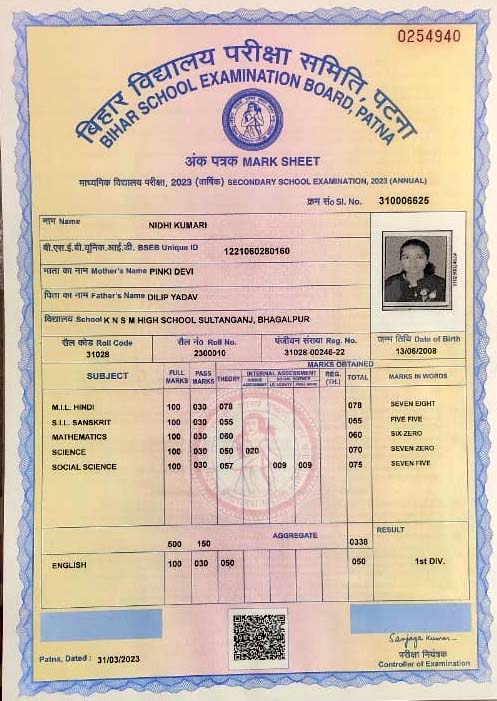 0254940
बिहार विद्यालय परीक्षा समिति, पटना
BIHAR SCHOOL EXAMINATION BOARD, PATNA
अंक पत्रक MARK SHEET
माध्यमिक विद्यालय परीक्षा, 2023 (वार्षिक) SECONDARY SCHOOL EXAMINATION, 2023 (ANNUAL)
क्रम सं० Sl. No. 310006625
नाम Name NIDHI KUMARI
बी.एस.ई.बी.यूनिक.आई.डी. BSEB Unique ID 1221060280160
माता का नाम Mother's Name PINKI DEVI
पिता का नाम Father's Name DILIP YADAV
विद्यालय School K N S M HIGH SCHOOL SULTANGANJ, BHAGALPUR
रौल कोड Roll Code रौल नं० Roll No. पंजीयन संख्या Reg. No. जन्म तिथि Date of Birth
31028 2300010 31028-00246-22 13/06/2008
MARKS OBTAINED
SUBJECT FULL MARKS PASS MARKS THEORY INTERNAL ASSESSMENT REG. (TH.) TOTAL MARKS IN WORDS
M.I.L. HINDI 100 030 078 078 SEVEN EIGHT
S.I.L. SANSKRIT 100 030 055 055 FIVE FIVE
MATHEMATICS 100 030 060 060 SIX ZERO
SCIENCE 100 030 050 020 070 SEVEN ZERO
SOCIAL SCIENCE 100 030 057 009 009 075 SEVEN FIVE
500 150 AGGREGATE 0338 RESULT
ENGLISH 100 030 050 050 1st DIV.
Sanjaya Kumar
Patna, Dated : 31/03/2023
परीक्षा नियंत्रक
Controller of Examination